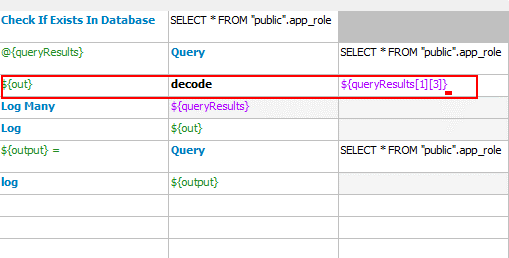 Check If Exists In Database SELECT * FROM "public".app_role
@{queryResults} Query SELECT * FROM "public".app_role
${out} decode ${queryResults[1][3]}
Log Many ${queryResults}
Log ${out}
${output} = Query SELECT * FROM "public".app_role
log ${output}